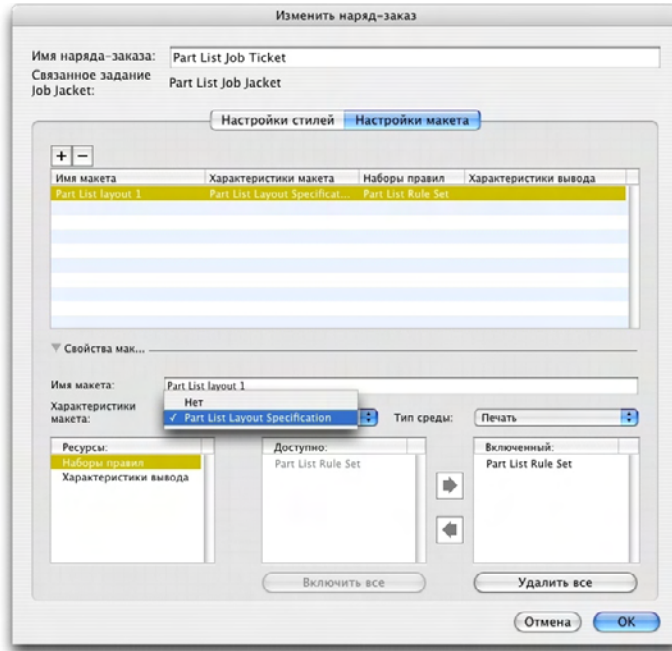 Изменить наряд-заказ
Имя наряда-заказа: Part List Job Ticket
Связанное задание
Job Jacket: Part List Job Jacket
Настройки стилей Настройки макета
+ −
Имя макета Характеристики макета Наборы правил Характеристики вывода
Part List layout 1 Part List Layout Specificat... Part List Rule Set
Свойства мак...
Имя макета: Part List layout 1
Нет
Характеристики
макета: ✓ Part List Layout Specification Тип среды: Печать
Ресурсы: Доступно: Включенный:
Наборы правил Part List Rule Set Part List Rule Set
Характеристики вывода
Включить все Удалить все
Отмена OK